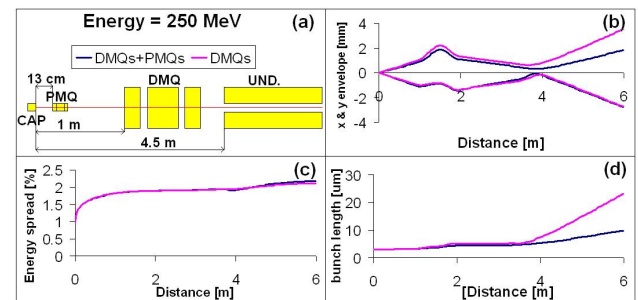 Energy = 250 MeV
(a)
DMQs+PMQs
DMQs
13 cm
PMQ
DMQ
UND.
CAP
1 m
4.5 m
(b)
x & y envelope [mm]
4
2
0
-2
-4
0
2
4
6
Distance [m]
(c)
Energy spread [%]
2.5
2
1.5
1
0.5
0
0
2
4
6
Distance [m]
(d)
bunch length [um]
30
20
10
0
0
2
4
6
[Distance [m]